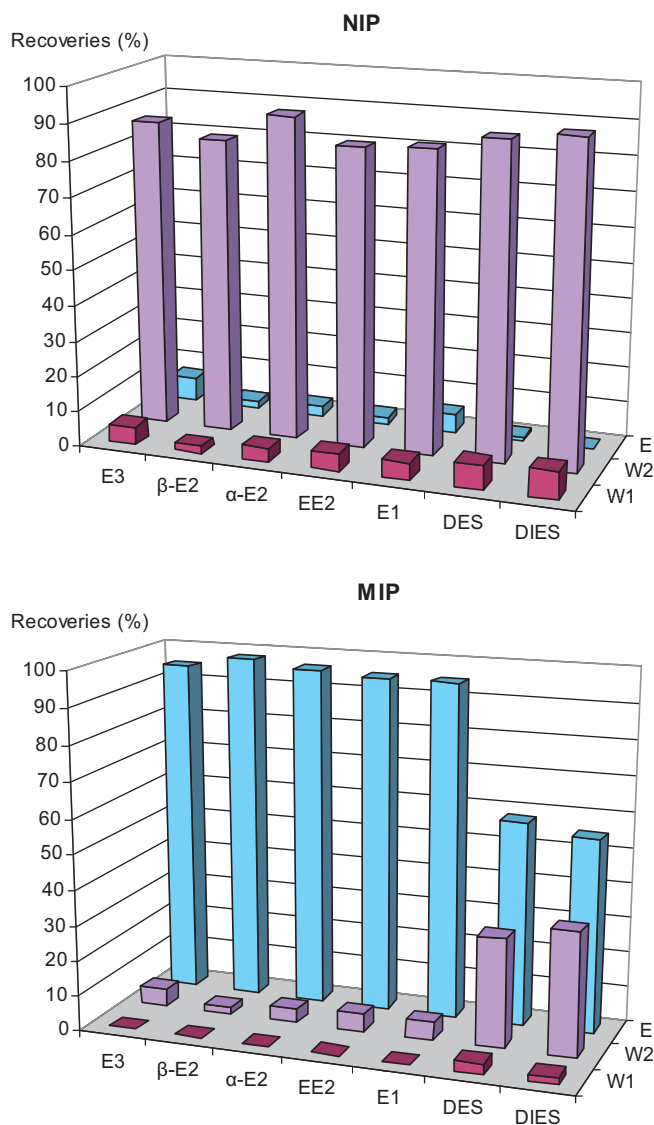 NIP
Recoveries (%)
100
90
80
70
60
50
40
30
20
10
0
E3
β-E2
α-E2
EE2
E1
DES
DIES
E
W2
W1
MIP
Recoveries (%)
100
90
80
70
60
50
40
30
20
10
0
E3
β-E2
α-E2
EE2
E1
DES
DIES
E
W2
W1